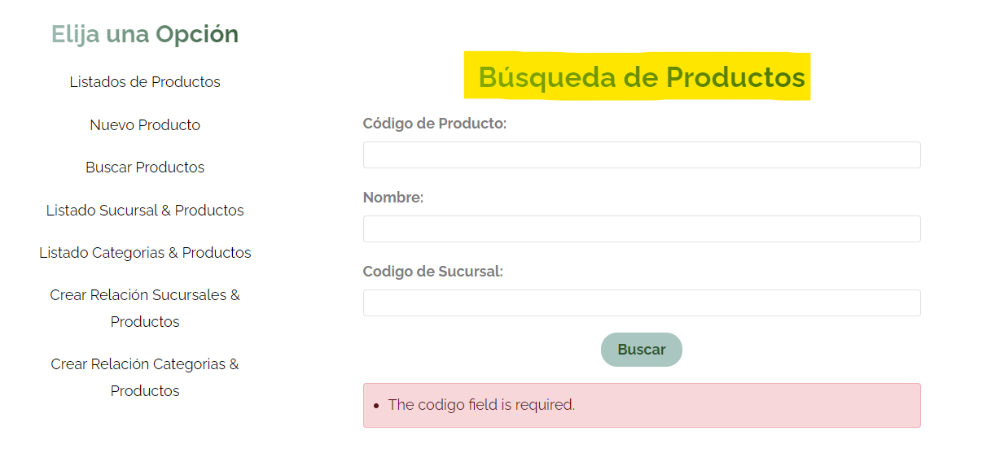 Elija una Opción
Listados de Productos
Nuevo Producto
Buscar Productos
Listado Sucursal & Productos
Listado Categorias & Productos
Crear Relación Sucursales &
Productos
Crear Relación Categorias &
Productos
Búsqueda de Productos
Código de Producto:
Nombre:
Codigo de Sucursal:
Buscar
• The codigo field is required.